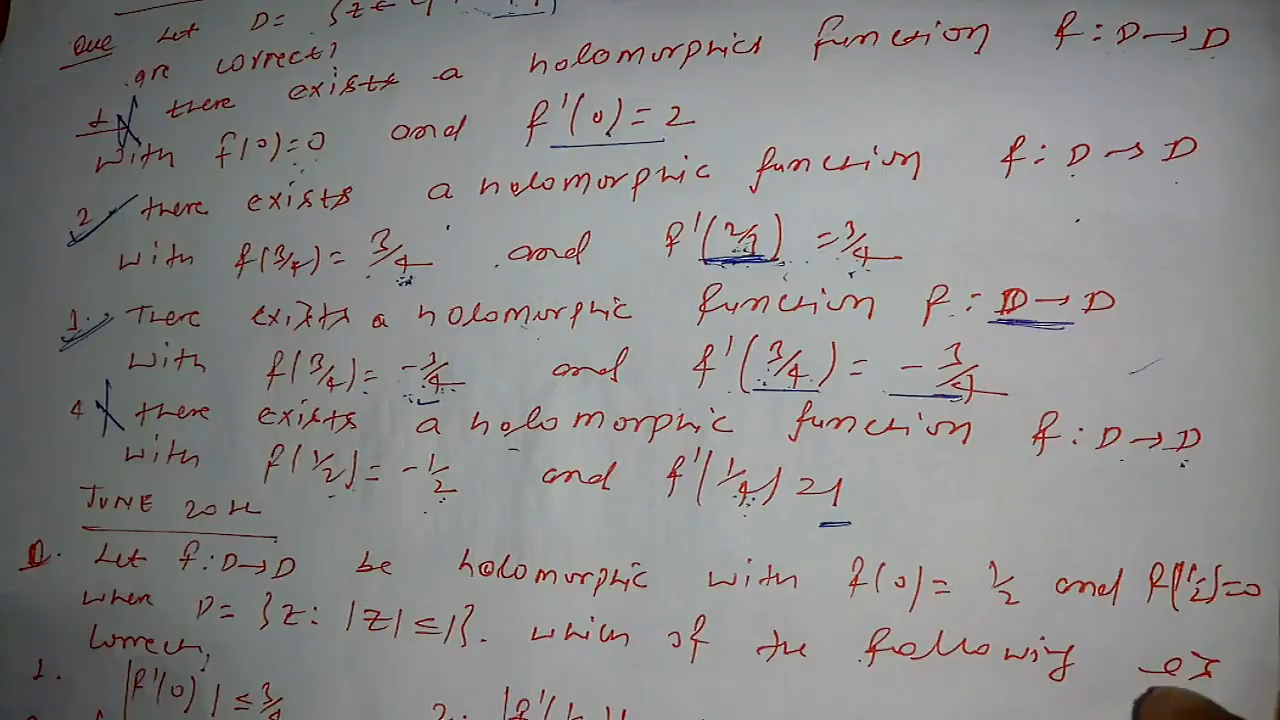 Que Let D= {z ∈
are correct?
1 there exists a holomorphics function f : D→D
with f(0)=0 and f'(0)=2
2 there exists a holomorphic function f : D→D
with f(3/4)= 3/4 and f'(2/3) =3/4
3. There exists a holomorphic function f : D→D
with f(3/4)= -3/4 and f'(3/4)= -3/4
4 there exists a holomorphic function f : D→D
with f(1/2)= -1/2 and f'(1/4)=1
JUNE
Q. Let f:D→D be holomorphic with f(0)= 1/2 and f(1/2)=0
when D= {z: |z| ≤1}. which of the following
correct,
1. |f'(0)| ≤ 3/4 2.